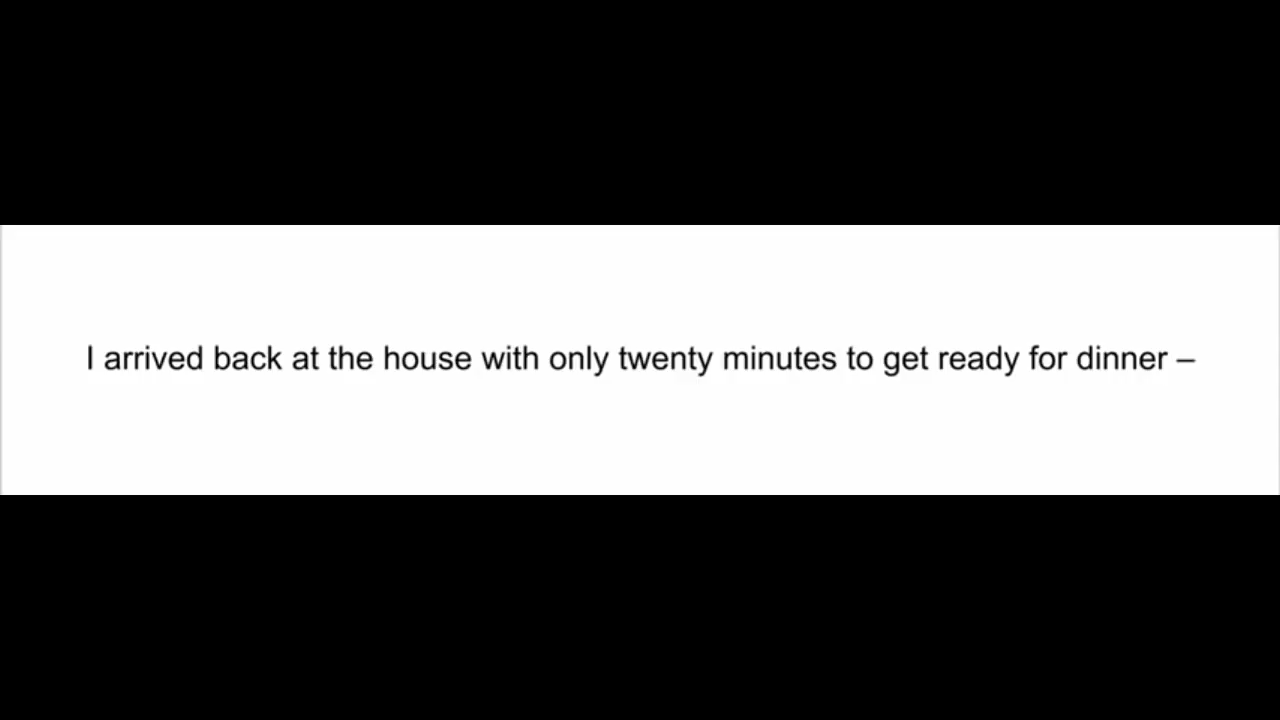 I arrived back at the house with only twenty minutes to get ready for dinner –